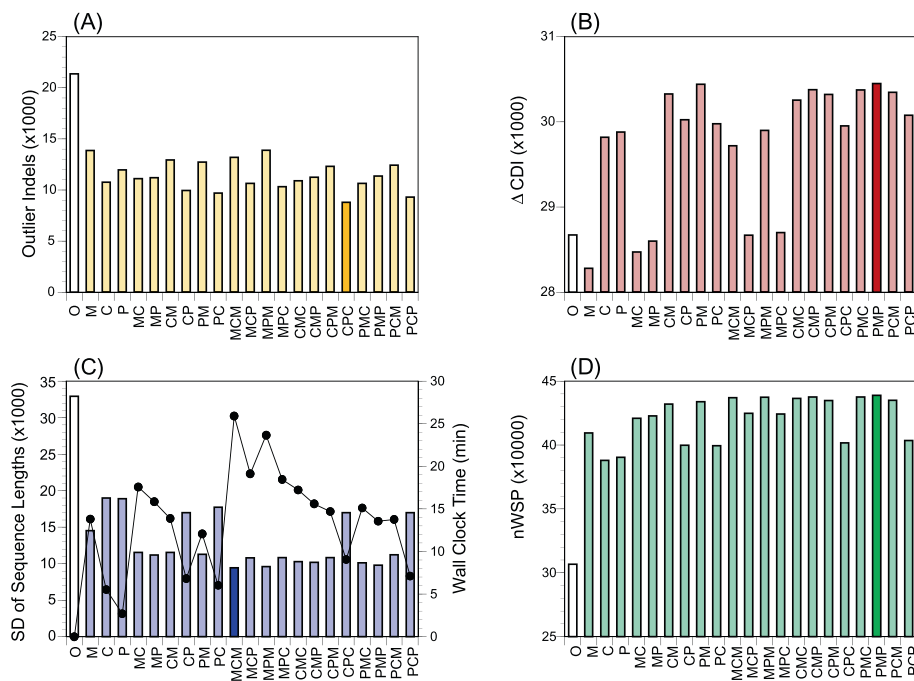 (A)
Outlier Indels (x1000)
25
20
15
10
5
0
O M C P MC MP CM CP PM PC MCM MCP MPM MPC CMC CMP CPM CPC PMC PMP PCM PCP
(B)
Δ CDI (x1000)
31
30
29
28
O M C P MC MP CM CP PM PC MCM MCP MPM MPC CMC CMP CPM CPC PMC PMP PCM PCP
(C)
SD of Sequence Lengths (x1000)
35
30
25
20
15
10
5
0
Wall Clock Time (min)
30
25
20
15
10
5
0
O M C P MC MP CM CP PM PC MCM MCP MPM MPC CMC CMP CPM CPC PMC PMP PCM PCP
(D)
nWSP (x10000)
45
40
35
30
25
O M C P MC MP CM CP PM PC MCM MCP MPM MPC CMC CMP CPM CPC PMC PMP PCM PCP